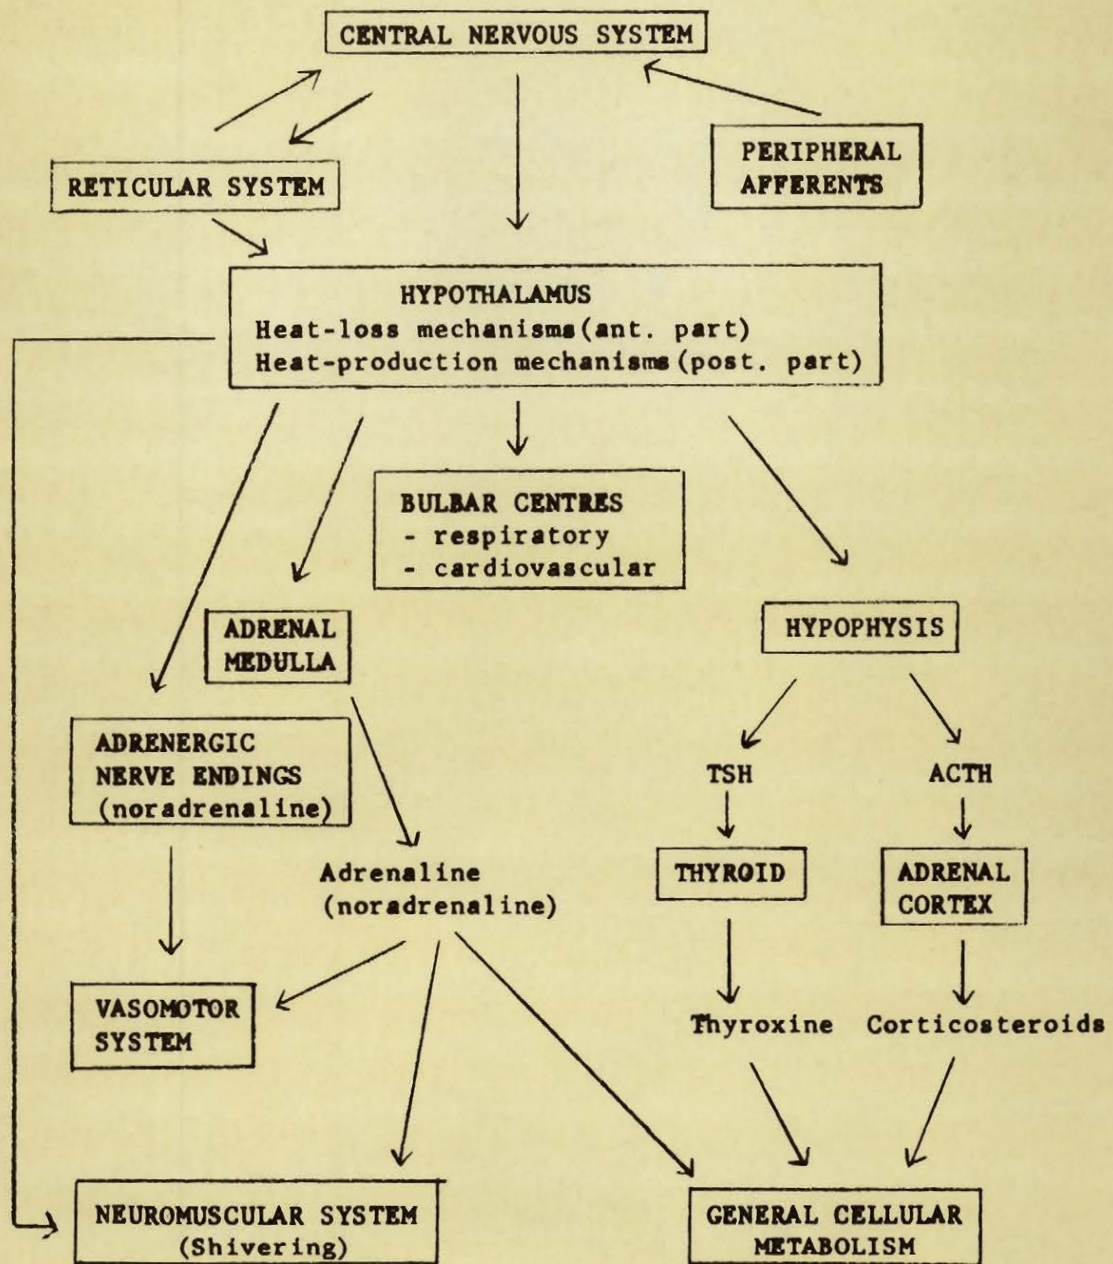 CENTRAL NERVOUS SYSTEM
PERIPHERAL
AFFERENTS
RETICULAR SYSTEM
HYPOTHALAMUS
Heat-loss mechanisms(ant. part)
Heat-production mechanisms(post. part)
BULBAR CENTRES
- respiratory
- cardiovascular
ADRENAL
MEDULLA
HYPOPHYSIS
ADRENERGIC
NERVE ENDINGS
(noradrenaline)
TSH
ACTH
Adrenaline
(noradrenaline)
THYROID
ADRENAL
CORTEX
VASOMOTOR
SYSTEM
Thyroxine
Corticosteroids
NEUROMUSCULAR SYSTEM
(Shivering)
GENERAL CELLULAR
METABOLISM